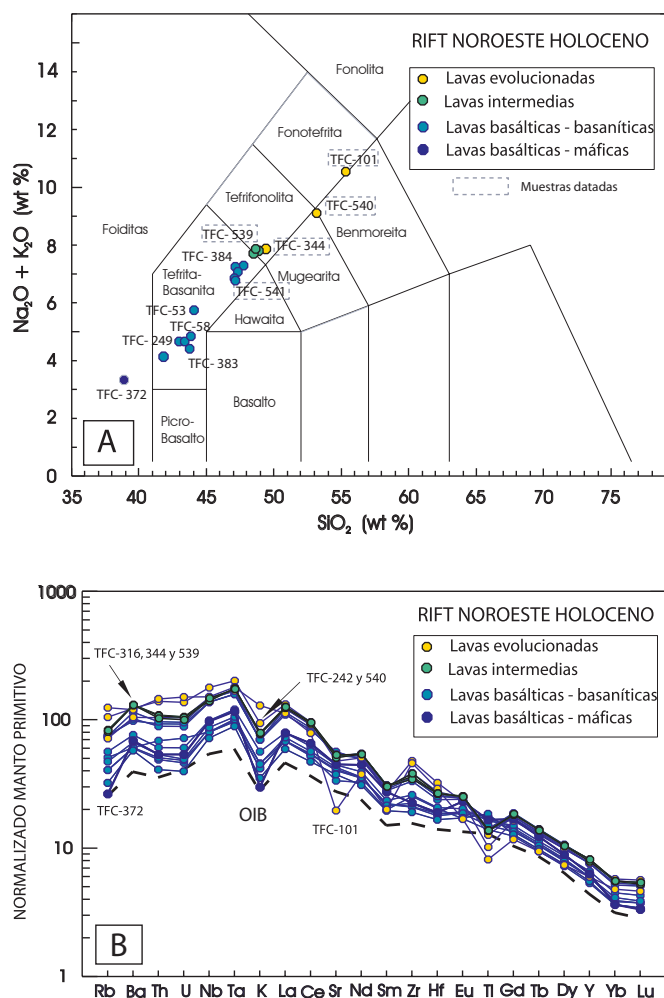 RIFT NOROESTE HOLOCENO
Lavas evolucionadas
Lavas intermedias
Lavas basálticas - basaníticas
Lavas basálticas - máficas
Muestras datadas
Fonolita
Fonotefrita
TFC-101
Tefrifonolita
TFC-540
Foiditas
TFC- 539
TFC- 344
Benmoreita
TFC- 384
Mugearita
Tefrita-
Basanita
TFC- 541
TFC-53
Hawaita
TFC-58
TFC- 249
TFC- 383
TFC- 372
Basalto
Picro-
Basalto
A
Na2O + K2O (wt %)
0
2
4
6
8
10
12
14
35
40
45
50
55
60
65
70
75
SIO2 (wt %)
1000
100
10
1
NORMALIZADO MANTO PRIMITIVO
RIFT NOROESTE HOLOCENO
Lavas evolucionadas
Lavas intermedias
Lavas basálticas - basaníticas
Lavas basálticas - máficas
TFC-316, 344 y 539
TFC-242 y 540
TFC-372
OIB
TFC-101
B
Rb Ba Th U Nb Ta K La Ce Sr Nd Sm Zr Hf Eu TI Gd Tb Dy Y Yb Lu